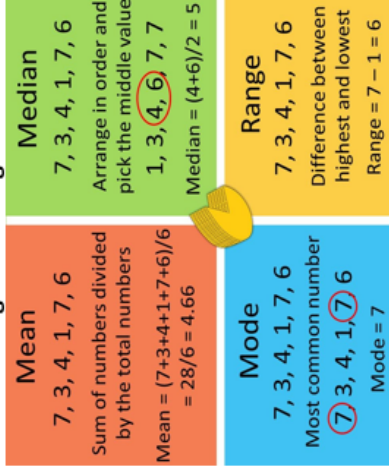 Mean
7, 3, 4, 1, 7, 6
Sum of numbers divided
by the total numbers
Mean = (7+3+4+1+7+6)/6
= 28/6 = 4.66
Median
7, 3, 4, 1, 7, 6
Arrange in order and
pick the middle value
1, 3, 4, 6, 7, 7
Median = (4+6)/2 = 5
Mode
7, 3, 4, 1, 7, 6
Most common number
7, 3, 4, 1, 7 6
Mode = 7
Range
7, 3, 4, 1, 7, 6
Difference between
highest and lowest
Range = 7 − 1 = 6